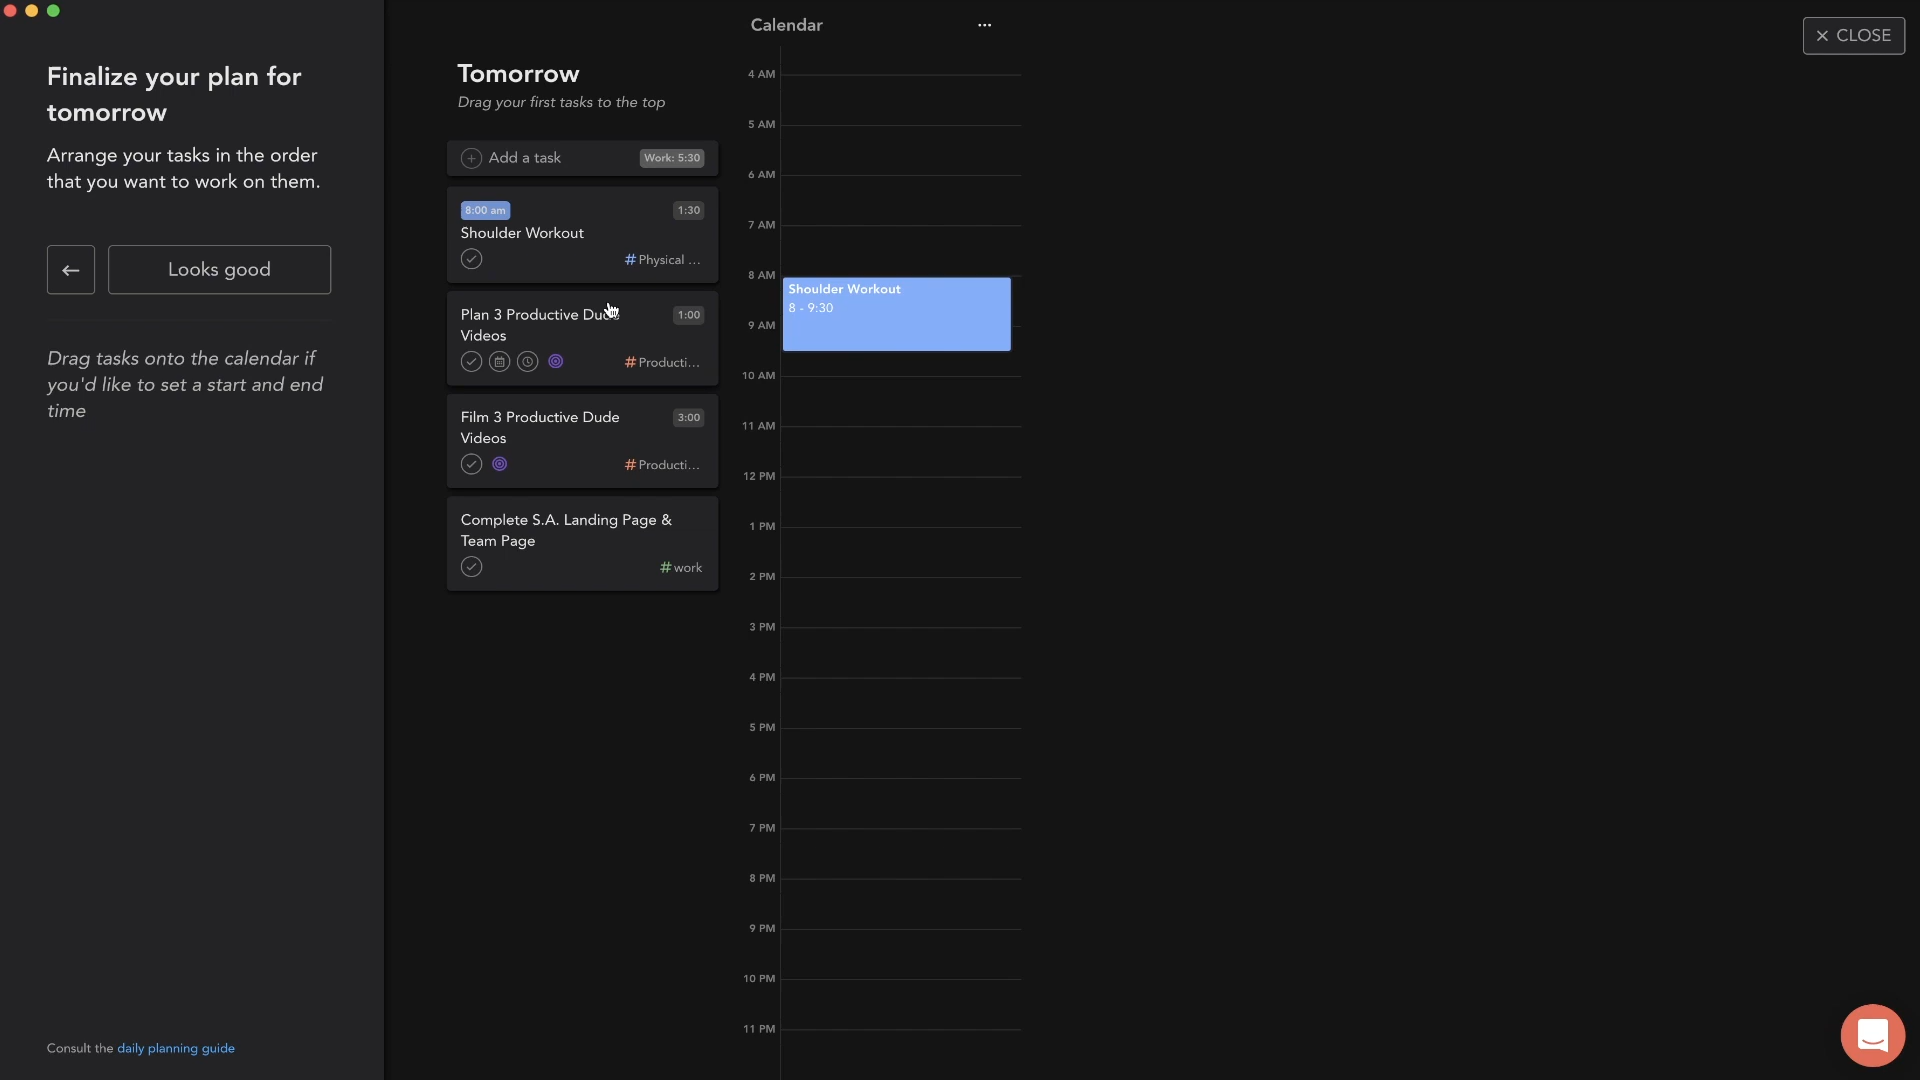 Finalize your plan for
tomorrow
Arrange your tasks in the order
that you want to work on them.
Looks good
Drag tasks onto the calendar if
you'd like to set a start and end
time
Consult the daily planning guide
Tomorrow
Drag your first tasks to the top
Add a task
Work: 5:30
8:00 am
1:30
Shoulder Workout
# Physical ...
Plan 3 Productive Dude
Videos
1:00
# Producti...
Film 3 Productive Dude
Videos
3:00
# Producti...
Complete S.A. Landing Page &
Team Page
# work
Calendar
...
4 AM
5 AM
6 AM
7 AM
8 AM
Shoulder Workout
8 - 9:30
9 AM
10 AM
11 AM
12 PM
1 PM
2 PM
3 PM
4 PM
5 PM
6 PM
7 PM
8 PM
9 PM
10 PM
11 PM
CLOSE